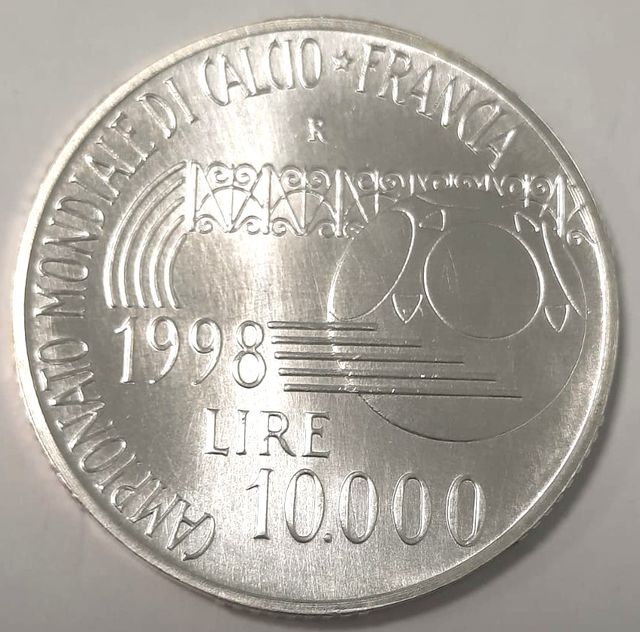 CAMPIONATO MONDIALE DI CALCIO ★ FRANCIA
R
1998
LIRE
10.000